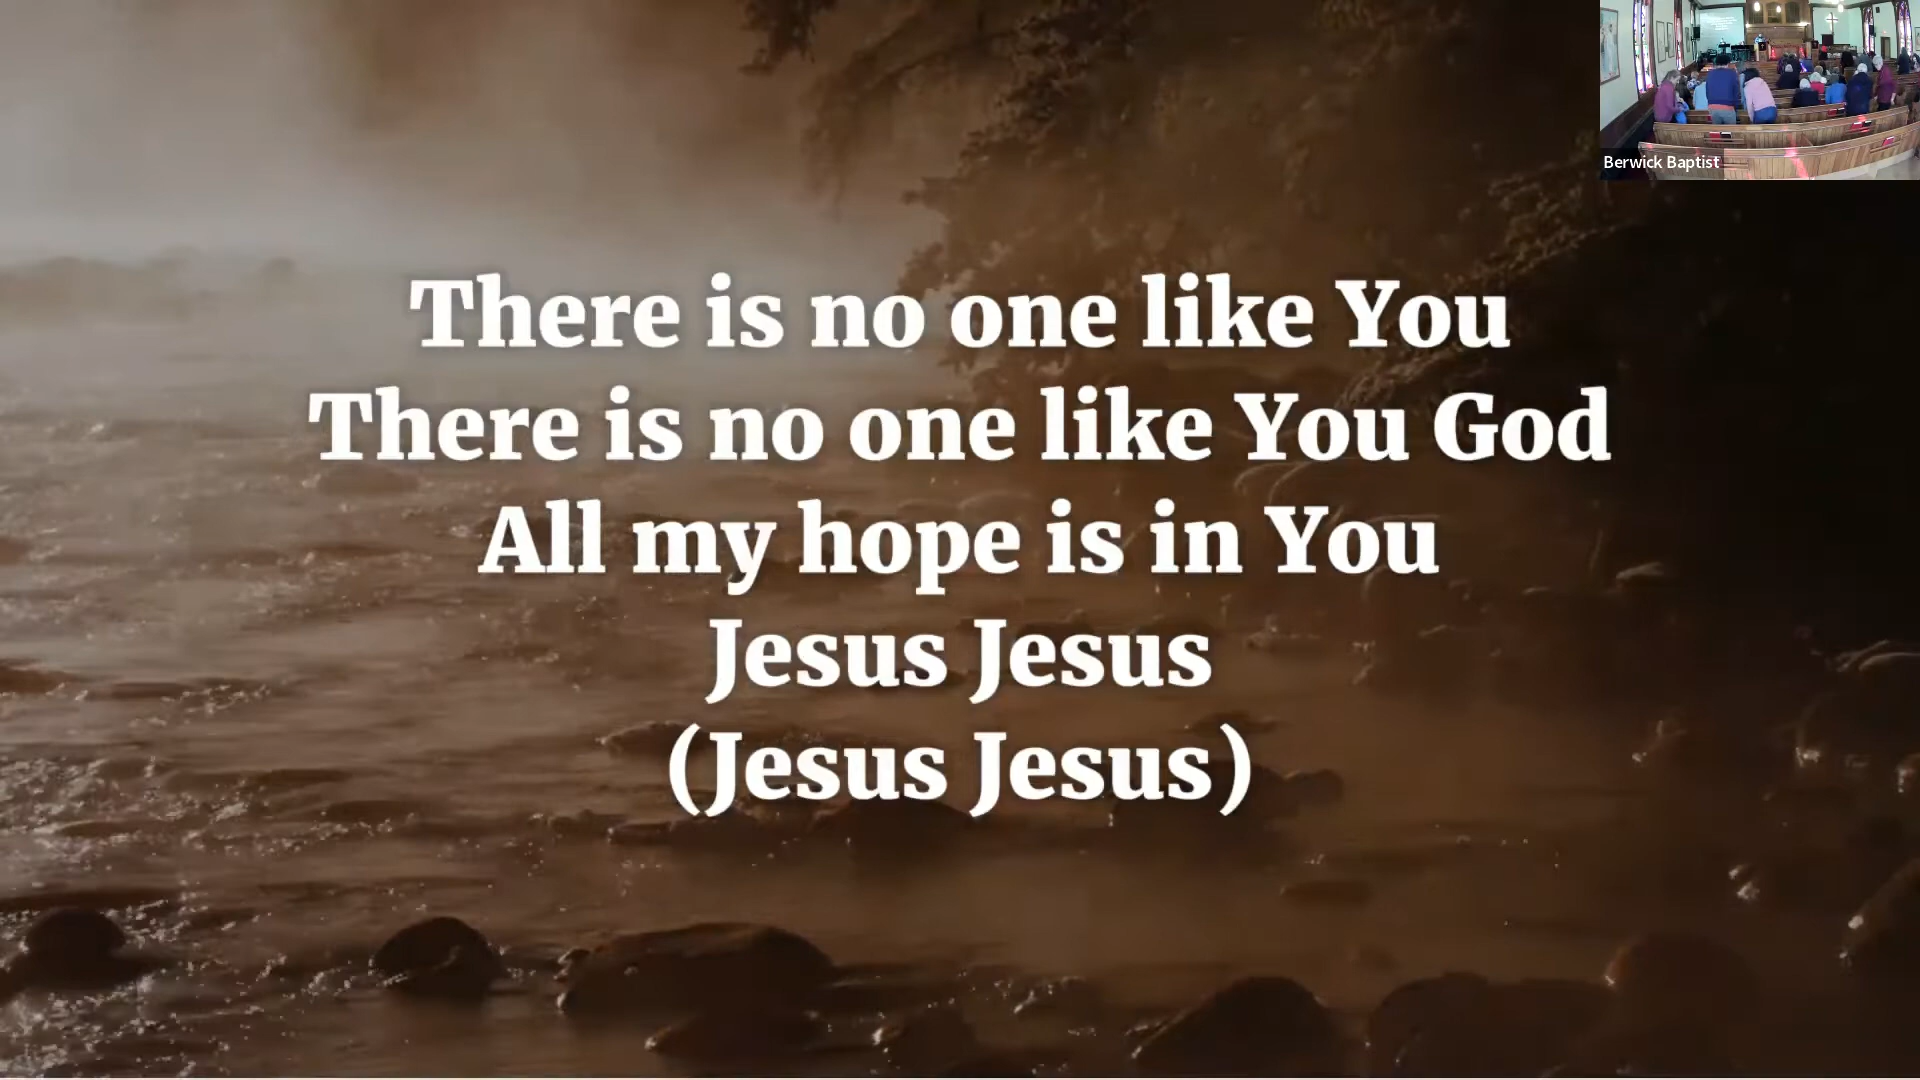 There is no one like You
There is no one like You God
All my hope is in You
Jesus Jesus
(Jesus Jesus)
Berwick Baptist